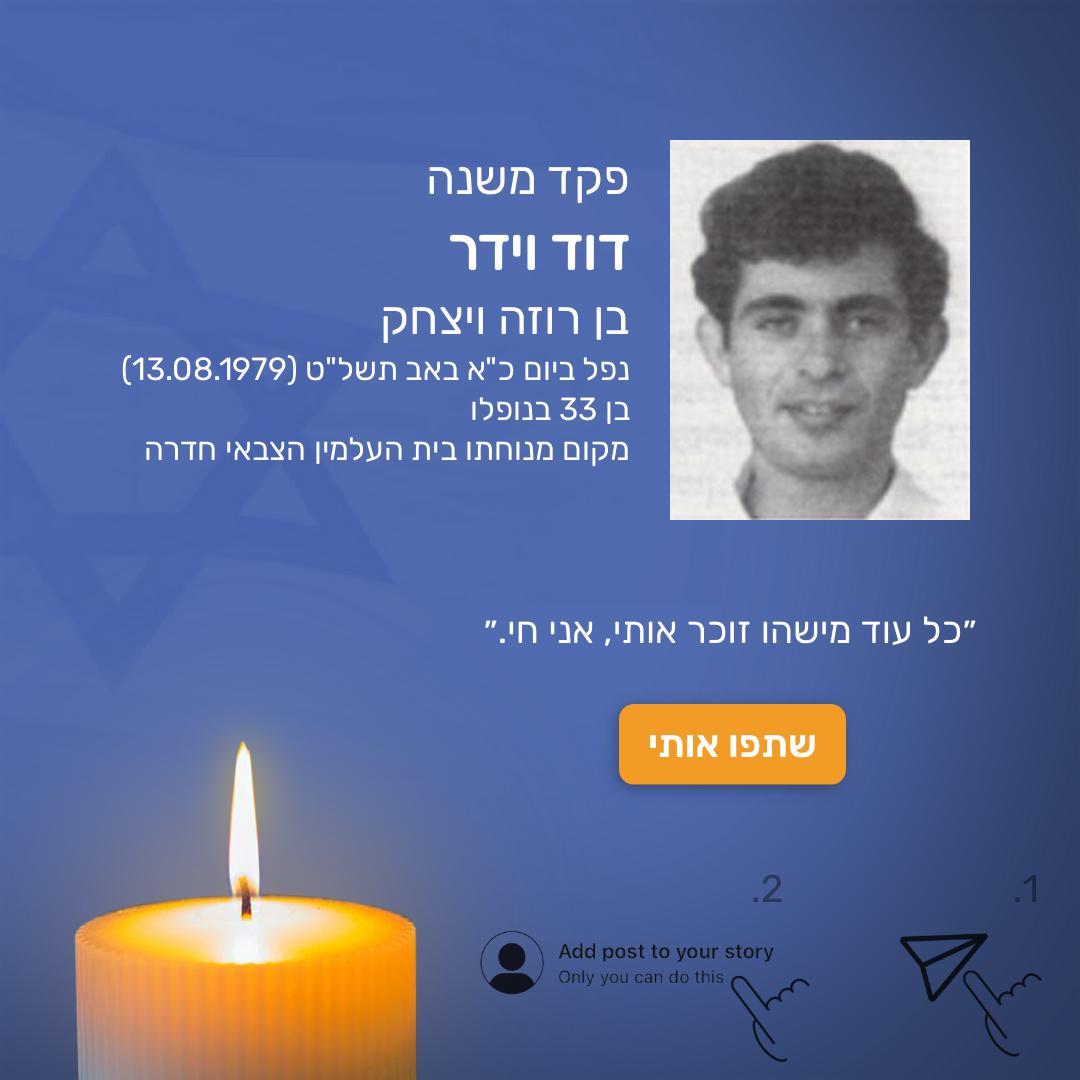 פקד משנה
דוד וידר
בן רוזה ויצחק
נפל ביום כ"א באב תשל"ט (13.08.1979)
בן 33 בנופלו
מקום מנוחתו בית העלמין הצבאי חדרה
״כל עוד מישהו זוכר אותי, אני חי.״
שתפו אותי
1.
2.
Add post to your story
Only you can do this